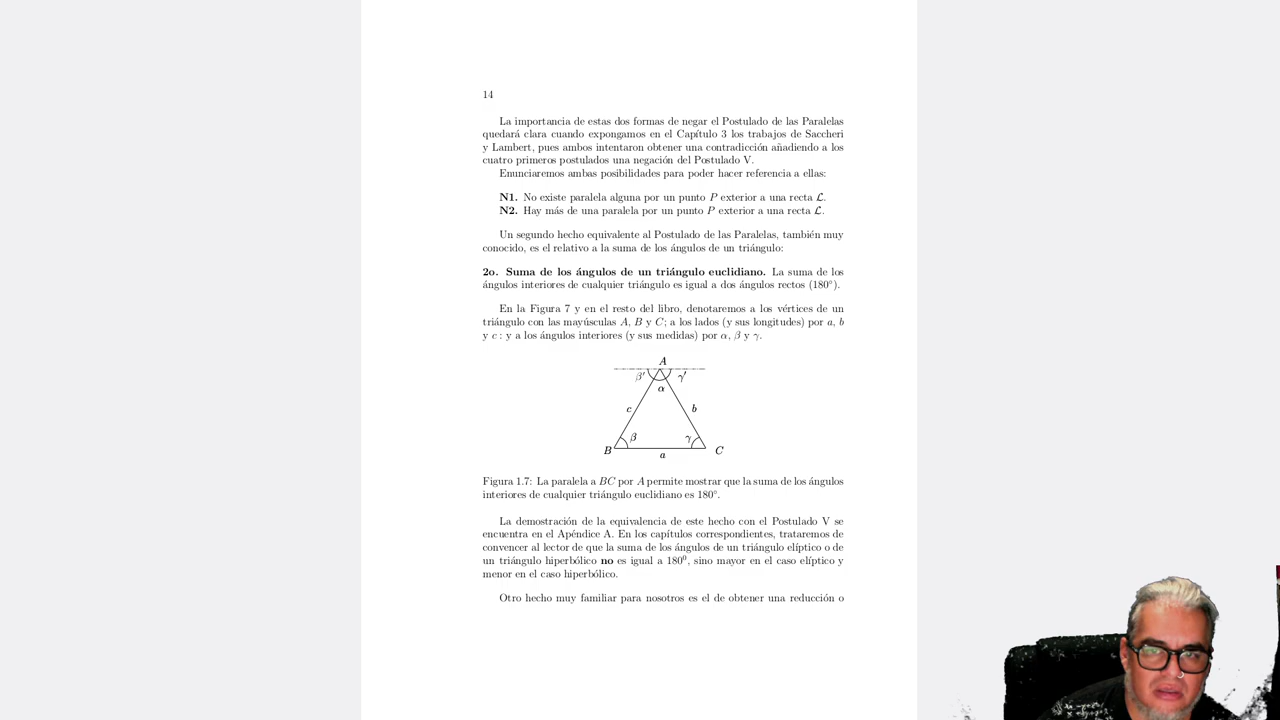 14
La importancia de estas dos formas de negar el Postulado de las Paralelas
quedará clara cuando expongamos en el Capítulo 3 los trabajos de Saccheri
y Lambert, pues ambos intentaron obtener una contradicción añadiendo a los
cuatro primeros postulados una negación del Postulado V.
Enunciaremos ambas posibilidades para poder hacer referencia a ellas:
N1. No existe paralela alguna por un punto P exterior a una recta ℒ.
N2. Hay más de una paralela por un punto P exterior a una recta ℒ.
Un segundo hecho equivalente al Postulado de las Paralelas, también muy
conocido, es el relativo a la suma de los ángulos de un triángulo:
2o. Suma de los ángulos de un triángulo euclidiano. La suma de los
ángulos interiores de cualquier triángulo es igual a dos ángulos rectos (180°).
En la Figura 7 y en el resto del libro, denotaremos a los vértices de un
triángulo con las mayúsculas A, B y C; a los lados (y sus longitudes) por a, b
y c : y a los ángulos interiores (y sus medidas) por α, β y γ.
A
β′ γ′
α
c b
β γ
B C
a
Figura 1.7: La paralela a BC por A permite mostrar que la suma de los ángulos
interiores de cualquier triángulo euclidiano es 180°.
La demostración de la equivalencia de este hecho con el Postulado V se
encuentra en el Apéndice A. En los capítulos correspondientes, trataremos de
convencer al lector de que la suma de los ángulos de un triángulo elíptico o de
un triángulo hiperbólico no es igual a 180⁰, sino mayor en el caso elíptico y
menor en el caso hiperbólico.
Otro hecho muy familiar para nosotros es el de obtener una reducción o